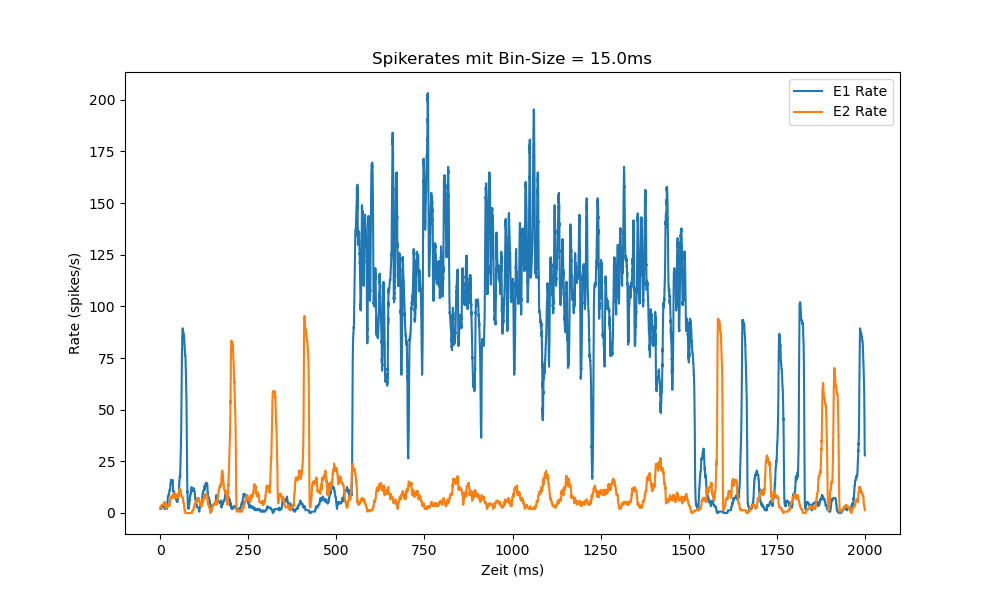 Spikerates mit Bin-Size = 15.0ms
E1 Rate
E2 Rate
Rate (spikes/s)
200
175
150
125
100
75
50
25
0
0 250 500 750 1000 1250 1500 1750 2000
Zeit (ms)